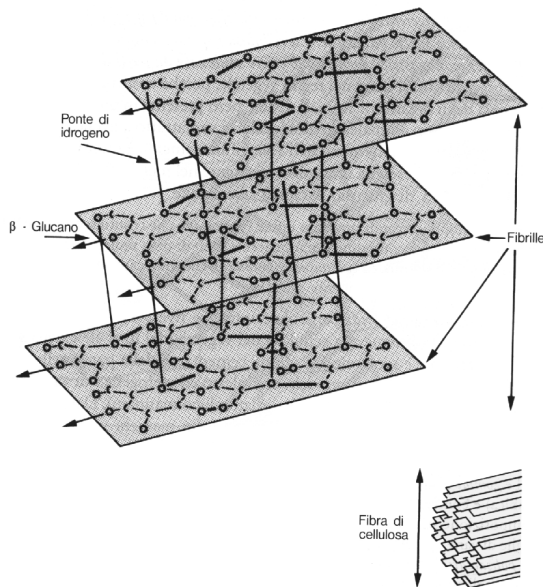 Ponte di
idrogeno
β - Glucano
Fibrille
Fibra di
cellulosa